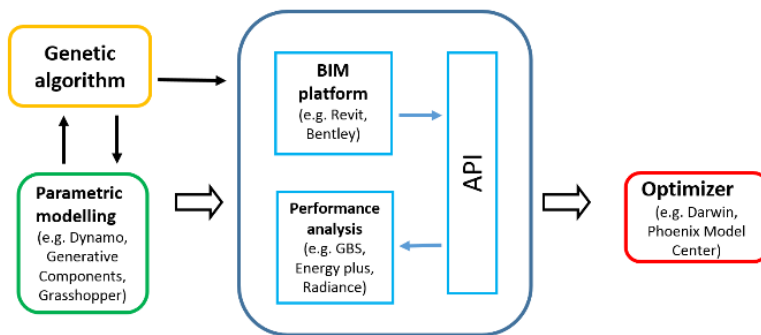 Genetic
algorithm
Parametric
modelling
(e.g. Dynamo,
Generative
Components,
Grasshopper)
BIM
platform
(e.g. Revit,
Bentley)
Performance
analysis
(e.g. GBS,
Energy plus,
Radiance)
API
Optimizer
(e.g. Darwin,
Phoenix Model
Center)